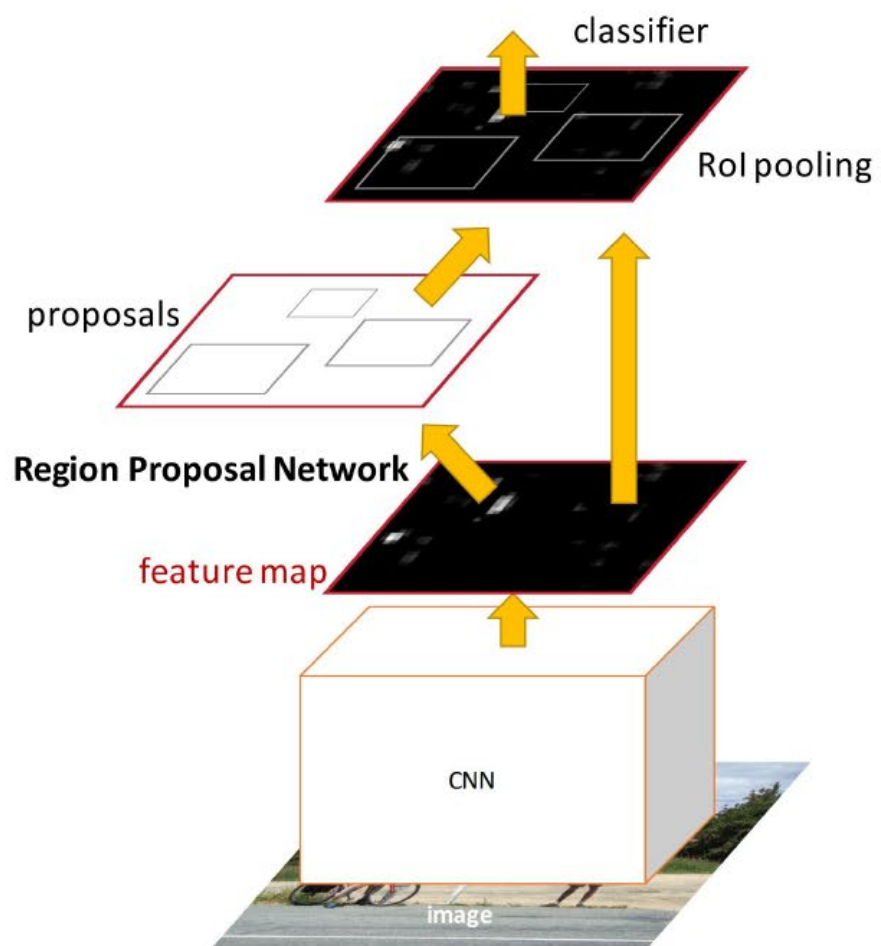 classifier
RoI pooling
proposals
Region Proposal Network
feature map
CNN
image